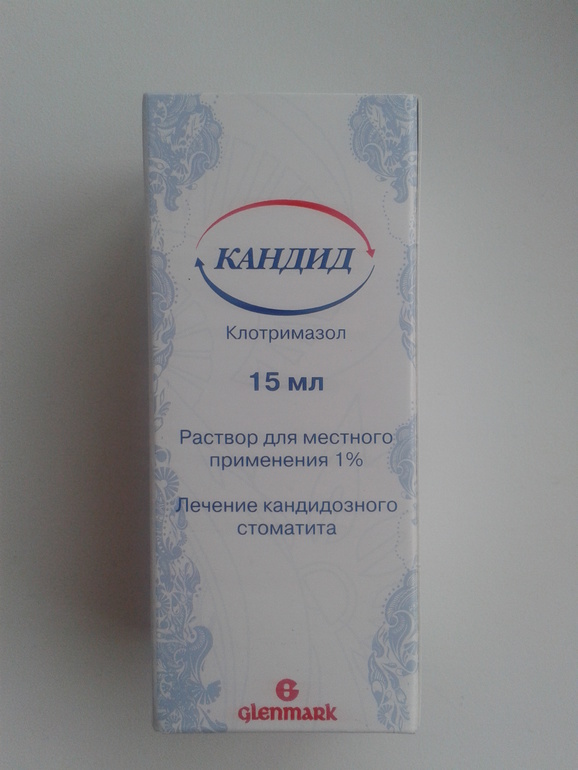 КАНДИД
Клотримазол
15 мл
Раствор для местного
применения 1%
Лечение кандидозного
стоматита
G
Glenmark